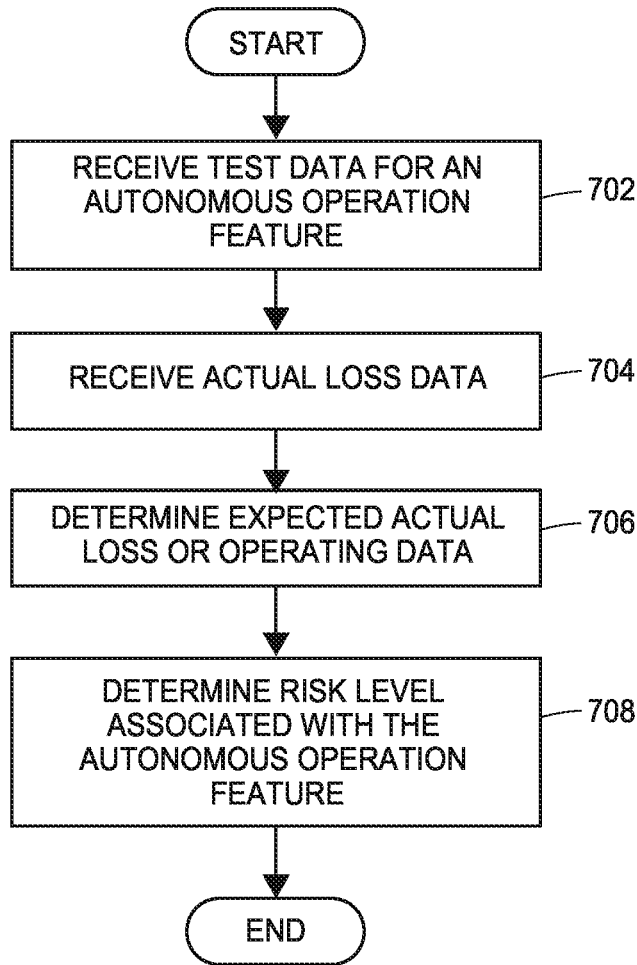 START
RECEIVE TEST DATA FOR AN
AUTONOMOUS OPERATION
FEATURE
702
RECEIVE ACTUAL LOSS DATA
704
DETERMINE EXPECTED ACTUAL
LOSS OR OPERATING DATA
706
DETERMINE RISK LEVEL
ASSOCIATED WITH THE
AUTONOMOUS OPERATION
FEATURE
708
END